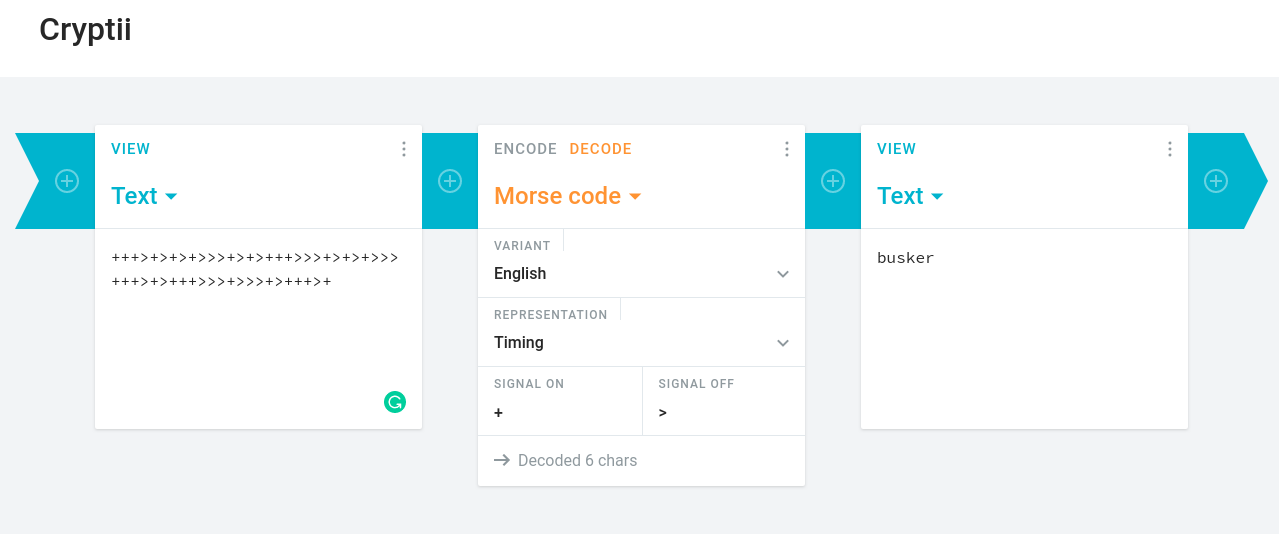 Cryptii
VIEW
Text
+++>+>+>+>>>+>+>+++>>>+>+>+>>>
+++>+>+++>>>+>>>+>+++>+
ENCODE DECODE
Morse code
VARIANT
English
REPRESENTATION
Timing
SIGNAL ON
+
SIGNAL OFF
>
→ Decoded 6 chars
VIEW
Text
busker